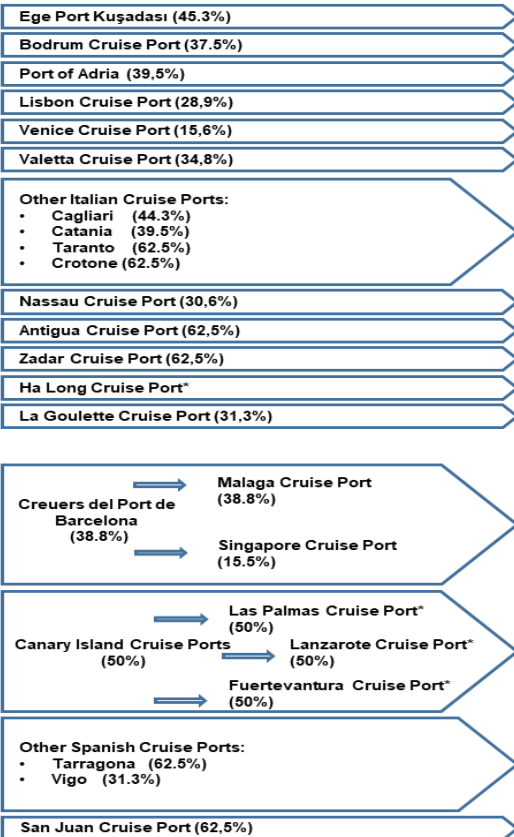 Ege Port Kuşadası (45.3%)
Bodrum Cruise Port (37.5%)
Port of Adria (39,5%)
Lisbon Cruise Port (28,9%)
Venice Cruise Port (15,6%)
Valetta Cruise Port (34,8%)
Other Italian Cruise Ports:
• Cagliari (44.3%)
• Catania (39.5%)
• Taranto (62.5%)
• Crotone (62.5%)
Nassau Cruise Port (30,6%)
Antigua Cruise Port (62,5%)
Zadar Cruise Port (62,5%)
Ha Long Cruise Port*
La Goulette Cruise Port (31,3%)
Creuers del Port de
Barcelona
(38.8%)
Malaga Cruise Port
(38.8%)
Singapore Cruise Port
(15.5%)
Canary Island Cruise Ports
(50%)
Las Palmas Cruise Port*
(50%)
Lanzarote Cruise Port*
(50%)
Fuertevantura Cruise Port*
(50%)
Other Spanish Cruise Ports:
• Tarragona (62.5%)
• Vigo (31.3%)
San Juan Cruise Port (62,5%)